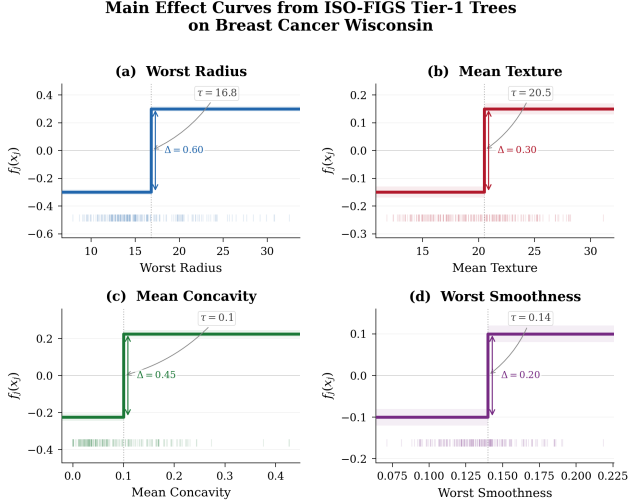 Main Effect Curves from ISO-FIGS Tier-1 Trees
on Breast Cancer Wisconsin
(a) Worst Radius
0.4
0.2
0.0
−0.2
−0.4
−0.6
fj(xj)
τ = 16.8
Δ = 0.60
10 15 20 25 30
Worst Radius
(b) Mean Texture
0.2
0.1
0.0
−0.1
−0.2
−0.3
fj(xj)
τ = 20.5
Δ = 0.30
15 20 25 30
Mean Texture
(c) Mean Concavity
0.2
0.0
−0.2
−0.4
fj(xj)
τ = 0.1
Δ = 0.45
0.0 0.1 0.2 0.3 0.4
Mean Concavity
(d) Worst Smoothness
0.1
0.0
−0.1
−0.2
fj(xj)
τ = 0.14
Δ = 0.20
0.075 0.100 0.125 0.150 0.175 0.200 0.225
Worst Smoothness